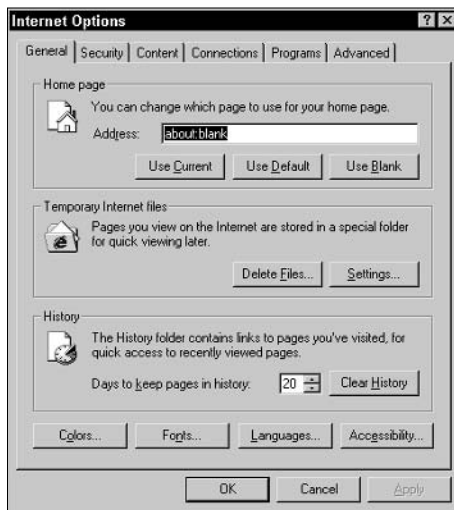 Internet Options
General Security Content Connections Programs Advanced
Home page
You can change which page to use for your home page.
Address: about:blank
Use Current Use Default Use Blank
Temporary Internet files
Pages you view on the Internet are stored in a special folder
for quick viewing later.
Delete Files... Settings...
History
The History folder contains links to pages you've visited, for
quick access to recently viewed pages.
Days to keep pages in history: 20 Clear History
Colors... Fonts... Languages... Accessibility...
OK Cancel Apply